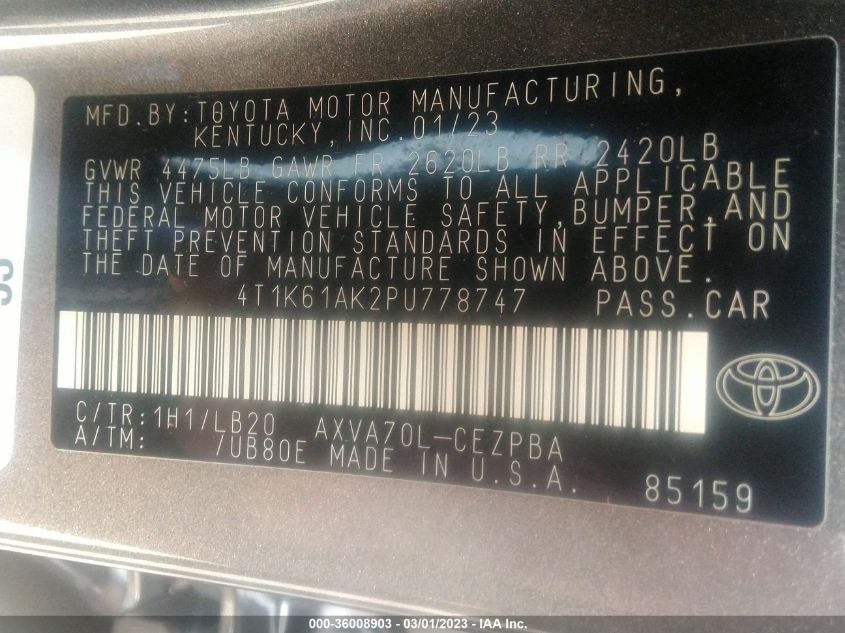 MFD.BY:TOYOTA MOTOR MANUFACTURING,
KENTUCKY,INC.01/23
GVWR 4475LB GAWR FR 2620LB RR 2420LB
THIS VEHICLE CONFORMS TO ALL APPLICABLE
FEDERAL MOTOR VEHICLE SAFETY,BUMPER,AND
THEFT PREVENTION STANDARDS IN EFFECT ON
THE DATE OF MANUFACTURE SHOWN ABOVE.
4T1K61AK2PU778747 PASS.CAR
C/TR:1H1/LB20 AXVA70L-CEZPBA
A/TM: /UB80E MADE IN U.S.A.
85159
000-36008903 - 03/01/2023 - IAA Inc.